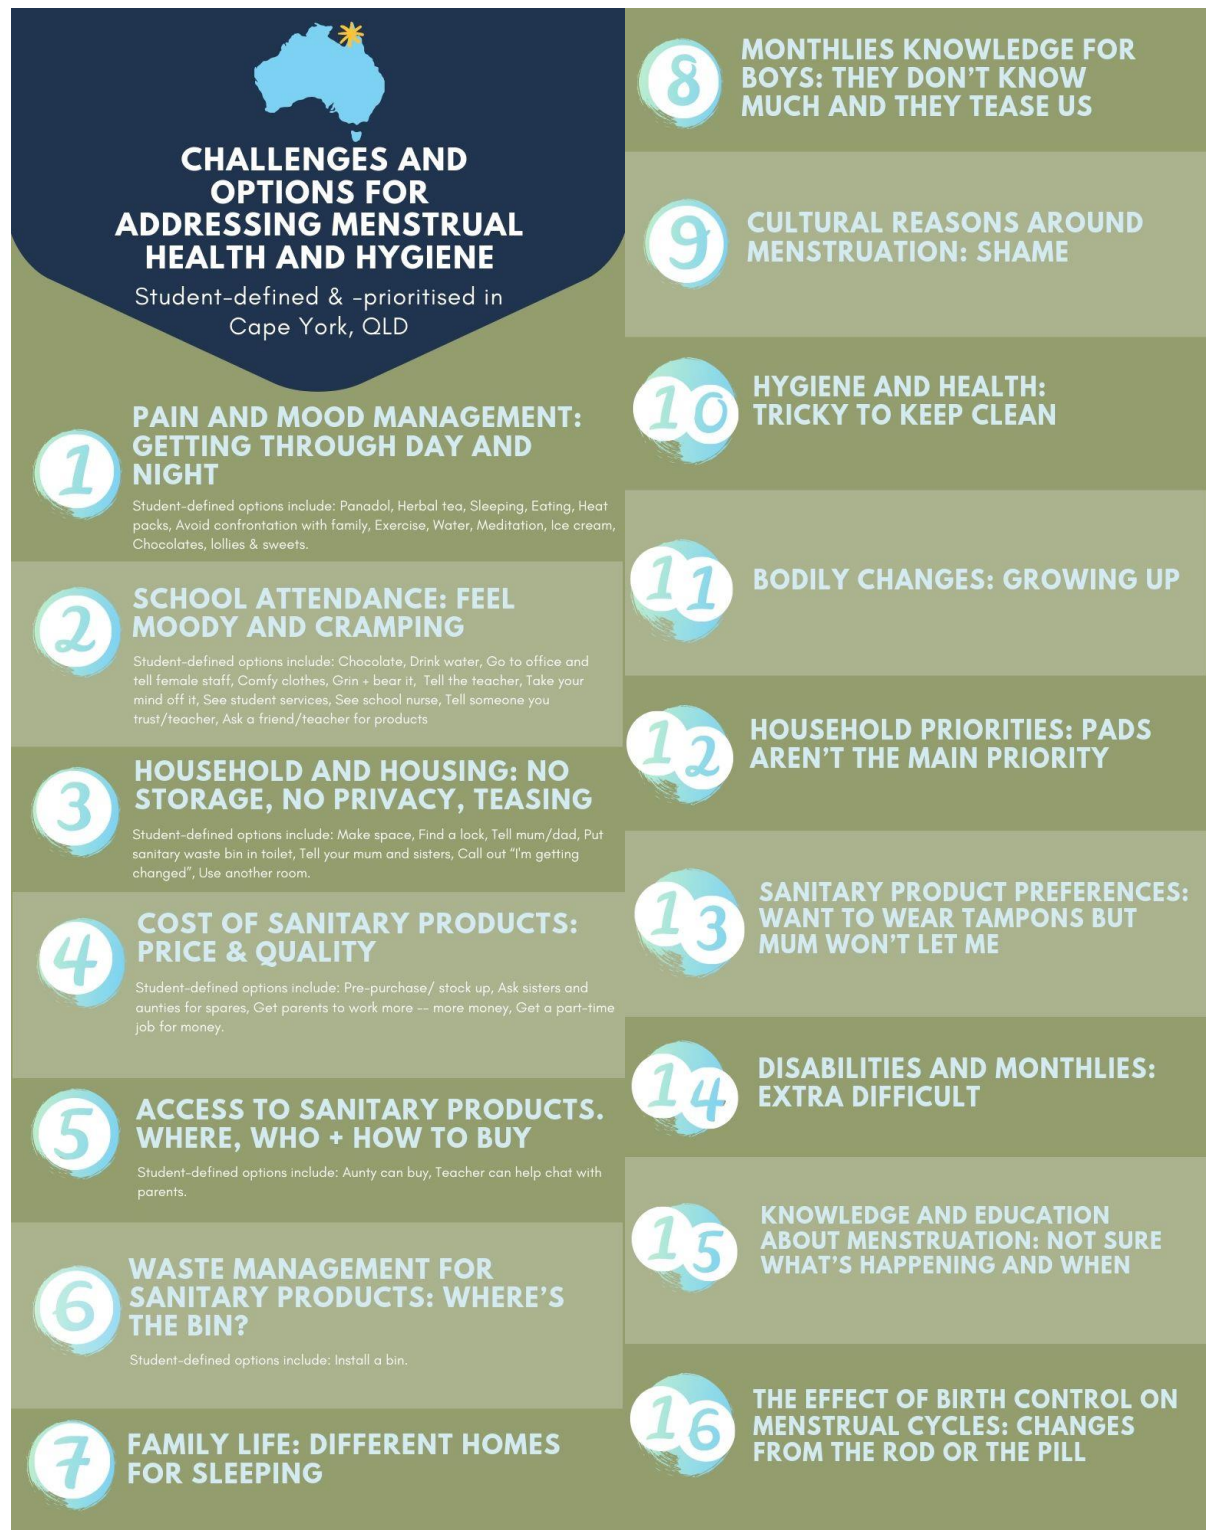 CHALLENGES AND
OPTIONS FOR
ADDRESSING MENSTRUAL
HEALTH AND HYGIENE
Student-defined & -prioritised in
Cape York, QLD
1
PAIN AND MOOD MANAGEMENT:
GETTING THROUGH DAY AND
NIGHT
Student-defined options include: Panadol, Herbal tea, Sleeping, Eating, Heat
packs, Avoid confrontation with family, Exercise, Water, Meditation, Ice cream,
Chocolates, lollies & sweets.
2
SCHOOL ATTENDANCE: FEEL
MOODY AND CRAMPING
Student-defined options include: Chocolate, Drink water, Go to office and
tell female staff, Comfy clothes, Grin + bear it, Tell the teacher, Take your
mind off it, See student services, See school nurse, Tell someone you
trust/teacher, Ask a friend/teacher for products
3
HOUSEHOLD AND HOUSING: NO
STORAGE, NO PRIVACY, TEASING
Student-defined options include: Make space, Find a lock, Tell mum/dad, Put
sanitary waste bin in toilet, Tell your mum and sisters, Call out “I'm getting
changed”, Use another room.
4
COST OF SANITARY PRODUCTS:
PRICE & QUALITY
Student-defined options include: Pre-purchase/ stock up, Ask sisters and
aunties for spares, Get parents to work more -- more money, Get a part-time
job for money.
5
ACCESS TO SANITARY PRODUCTS.
WHERE, WHO + HOW TO BUY
Student-defined options include: Aunty can buy, Teacher can help chat with
parents.
6
WASTE MANAGEMENT FOR
SANITARY PRODUCTS: WHERE’S
THE BIN?
Student-defined options include: Install a bin.
7
FAMILY LIFE: DIFFERENT HOMES
FOR SLEEPING
8
MONTHLIES KNOWLEDGE FOR
BOYS: THEY DON’T KNOW
MUCH AND THEY TEASE US
9
CULTURAL REASONS AROUND
MENSTRUATION: SHAME
10
HYGIENE AND HEALTH:
TRICKY TO KEEP CLEAN
11
BODILY CHANGES: GROWING UP
12
HOUSEHOLD PRIORITIES: PADS
AREN’T THE MAIN PRIORITY
13
SANITARY PRODUCT PREFERENCES:
WANT TO WEAR TAMPONS BUT
MUM WON’T LET ME
14
DISABILITIES AND MONTHLIES:
EXTRA DIFFICULT
15
KNOWLEDGE AND EDUCATION
ABOUT MENSTRUATION: NOT SURE
WHAT’S HAPPENING AND WHEN
16
THE EFFECT OF BIRTH CONTROL ON
MENSTRUAL CYCLES: CHANGES
FROM THE ROD OR THE PILL